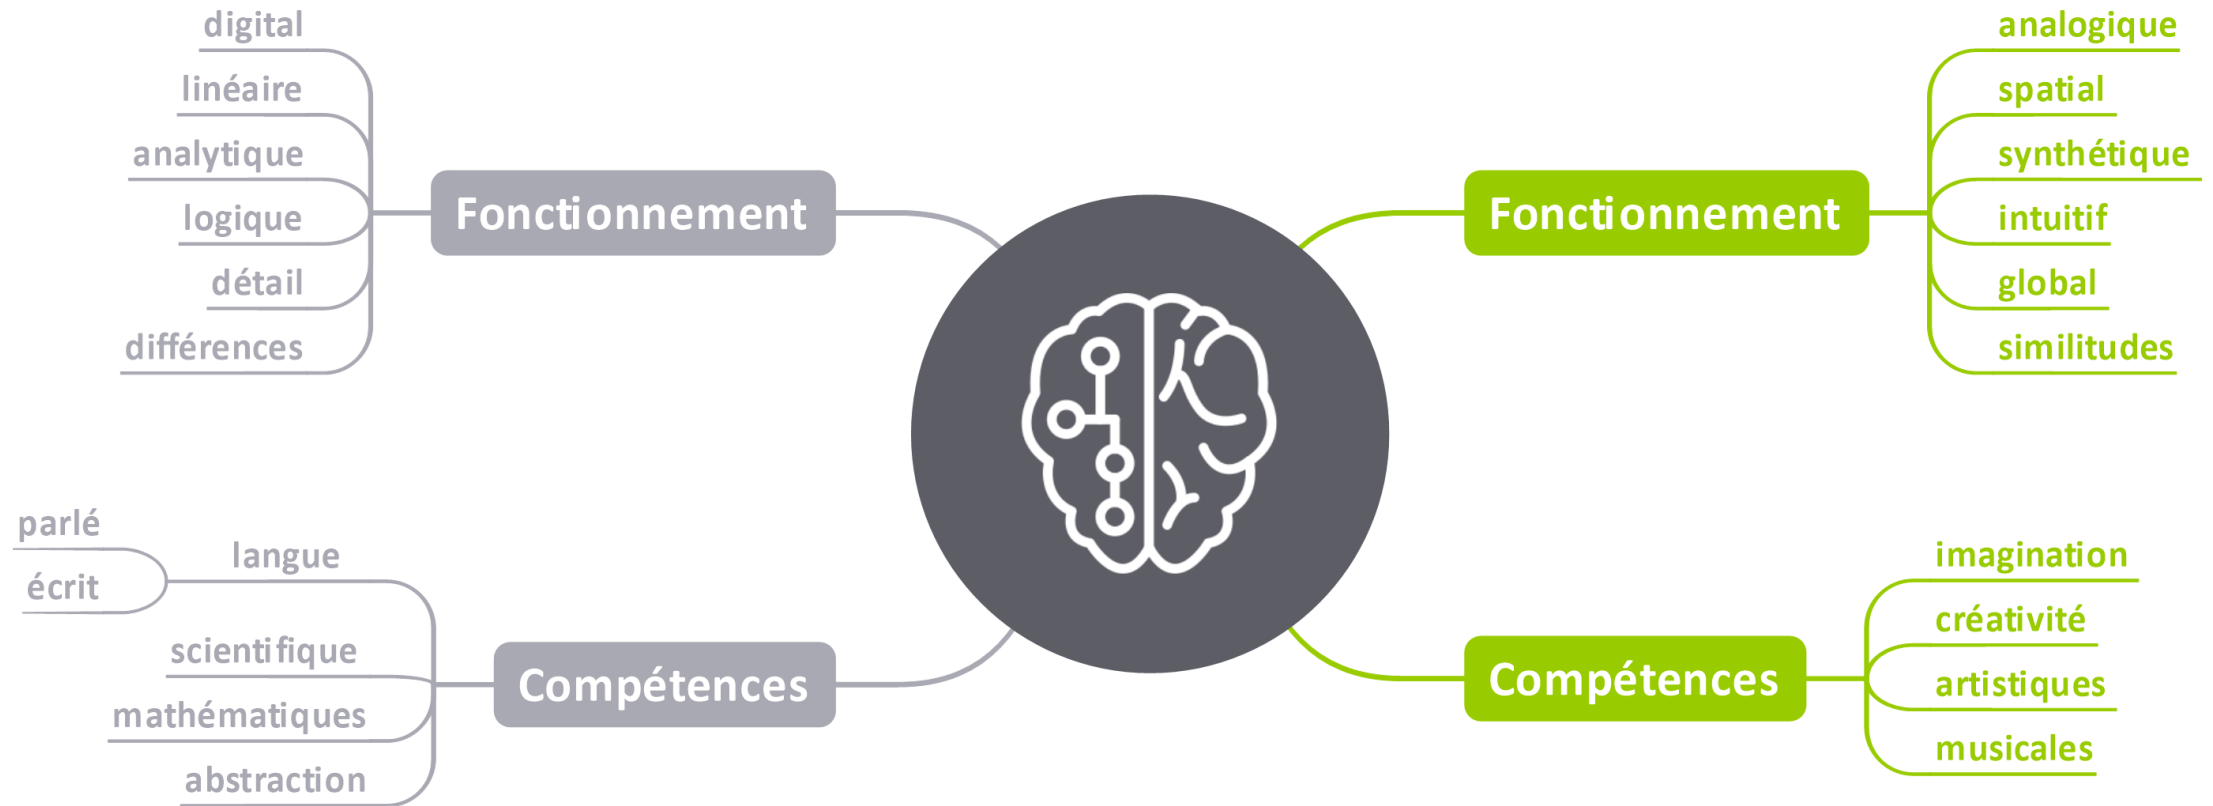 digital
linéaire
analytique
logique
détail
différences
Fonctionnement
parlé
écrit
langue
scientifique
mathématiques
abstraction
Compétences
Fonctionnement
analogique
spatial
synthétique
intuitif
global
similitudes
Compétences
imagination
créativité
artistiques
musicales